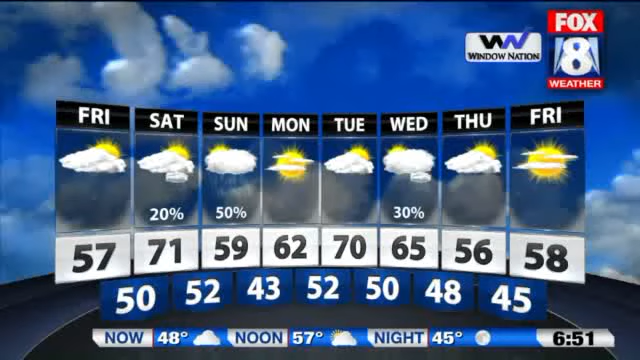 FOX
8
WEATHER
WINDOW NATION
FRI SAT SUN MON TUE WED THU FRI
20% 50% 30%
57 71 59 62 70 65 56 58
50 52 43 52 50 48 45
NOW 48° NOON 57° NIGHT 45° 6:51